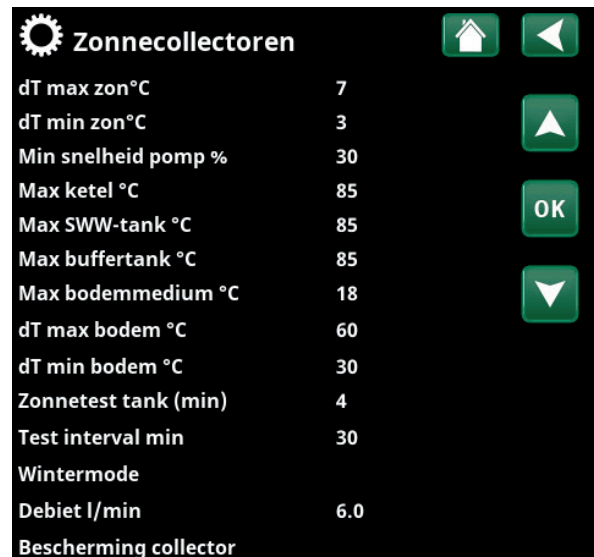 Zonnecollectoren
dT max zon°C 7
dT min zon°C 3
Min snelheid pomp % 30
Max ketel °C 85
OK
Max SWW-tank °C 85
Max buffertank °C 85
Max bodemmedium °C 18
dT max bodem °C 60
dT min bodem °C 30
Zonnetest tank (min) 4
Test interval min 30
Wintermode
Debiet l/min 6.0
Bescherming collector